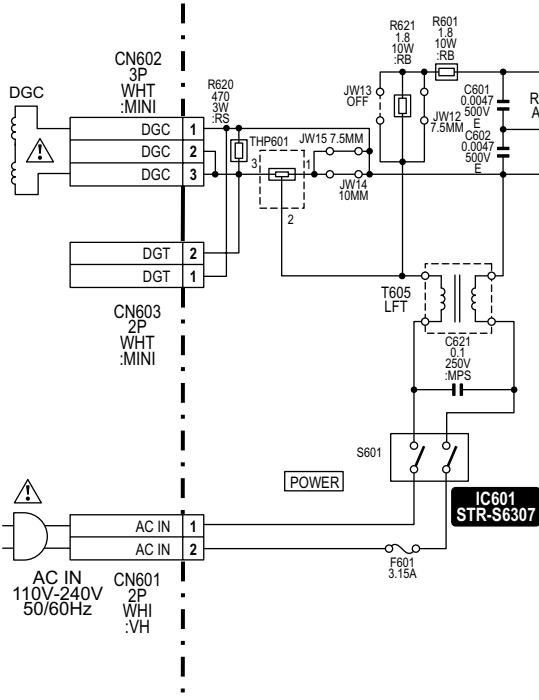 DGC
CN602
3P
WHT
:MINI
DGC 1
DGC 2
DGC 3
R620
470
3W
:RS
THP601
3
1
2
JW15 7.5MM
JW14
10MM
R621
1.8
10W
:RB
R601
1.8
10W
:RB
JW13
OFF
JW12
7.5MM
C601
0.0047
500V
E
C602
0.0047
500V
E
R
A
DGT 2
DGT 1
CN603
2P
WHT
:MINI
T605
LFT
C621
0.1
250V
:MPS
S601
POWER
IC601
STR-S6307
AC IN 1
AC IN 2
F601
3.15A
AC IN
110V-240V
50/60Hz
CN601
2P
WHI
:VH